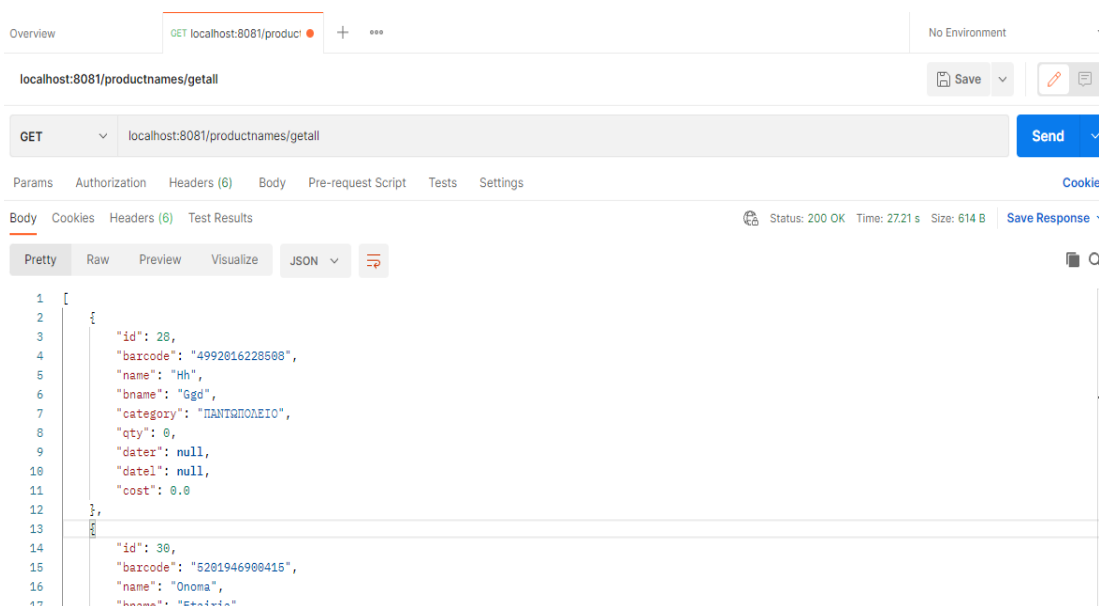 Overview GET localhost:8081/product No Environment
localhost:8081/productnames/getall Save
GET localhost:8081/productnames/getall Send
Params Authorization Headers (6) Body Pre-request Script Tests Settings Cookie
Body Cookies Headers (6) Test Results Status: 200 OK Time: 27.21 s Size: 614 B Save Response
Pretty Raw Preview Visualize JSON
1 [
2 {
3 "id": 28,
4 "barcode": "4992016228508",
5 "name": "Hh",
6 "bname": "Ggd",
7 "category": "ΠΑΝΤΩΠΟΛΕΙΟ",
8 "qty": 0,
9 "dater": null,
10 "datel": null,
11 "cost": 0.0
12 },
13 {
14 "id": 30,
15 "barcode": "5201946900415",
16 "name": "Onoma",
17 "bname": "Etairia"